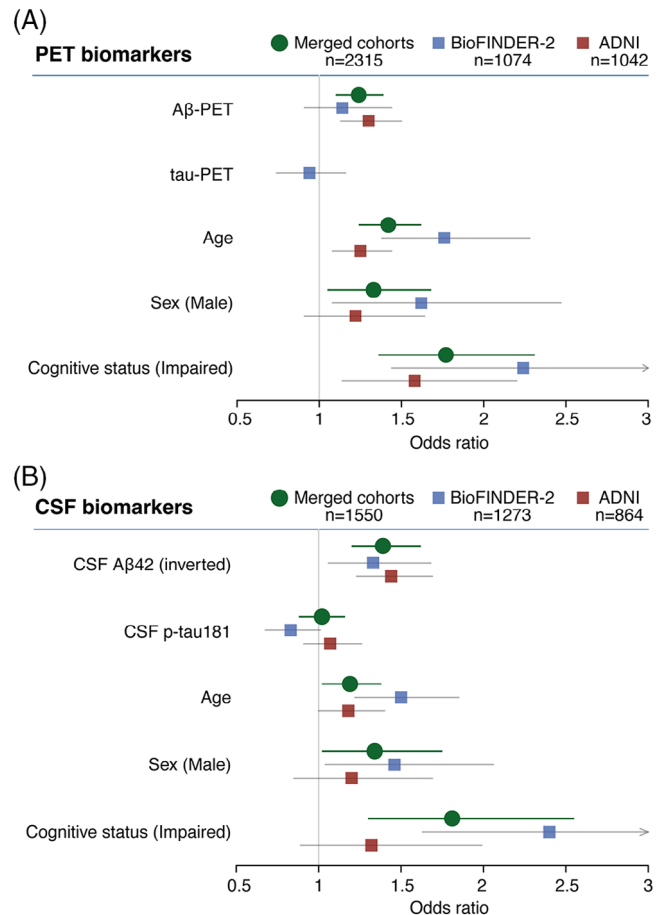 (A)
PET biomarkers
Merged cohorts BioFINDER-2 ADNI
n=2315 n=1074 n=1042
Aβ-PET
tau-PET
Age
Sex (Male)
Cognitive status (Impaired)
0.5 1 1.5 2 2.5 3
Odds ratio
(B)
CSF biomarkers
Merged cohorts BioFINDER-2 ADNI
n=1550 n=1273 n=864
CSF Aβ42 (inverted)
CSF p-tau181
Age
Sex (Male)
Cognitive status (Impaired)
0.5 1 1.5 2 2.5 3
Odds ratio